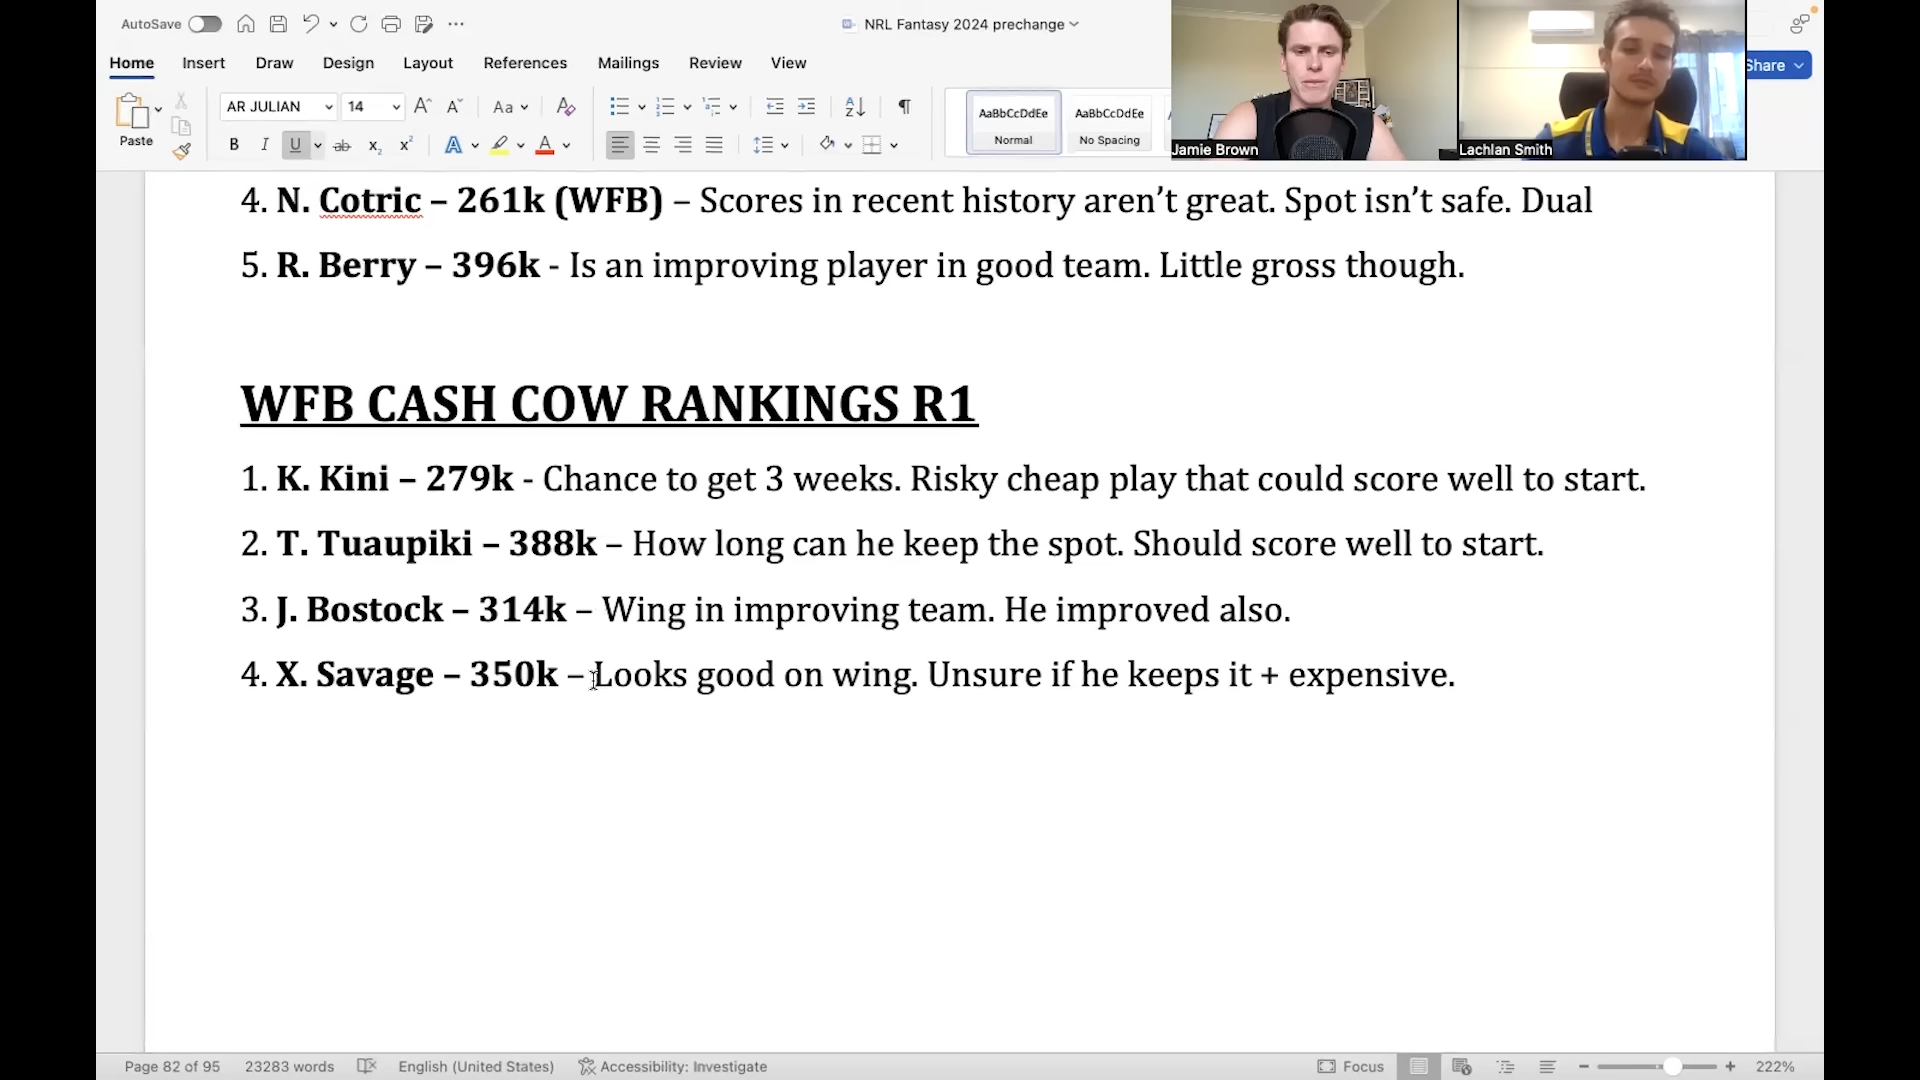 AutoSave
NRL Fantasy 2024 prechange
Home Insert Draw Design Layout References Mailings Review View
Share
Paste
AR JULIAN 14
Aa
AaBbCcDdEe
Normal
AaBbCcDdEe
No Spacing
Jamie Brown
Lachlan Smith
4. N. Cotric – 261k (WFB) – Scores in recent history aren’t great. Spot isn’t safe. Dual
5. R. Berry – 396k - Is an improving player in good team. Little gross though.
WFB CASH COW RANKINGS R1
1. K. Kini – 279k - Chance to get 3 weeks. Risky cheap play that could score well to start.
2. T. Tuaupiki – 388k – How long can he keep the spot. Should score well to start.
3. J. Bostock – 314k – Wing in improving team. He improved also.
4. X. Savage – 350k – Looks good on wing. Unsure if he keeps it + expensive.
Page 82 of 95 23283 words English (United States) Accessibility: Investigate Focus 222%